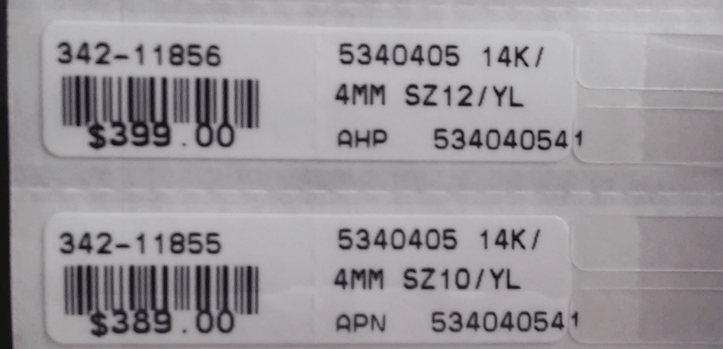 342-11856
$399.00
5340405 14K/
4MM SZ12/YL
AHP 534040541
342-11855
$389.00
5340405 14K/
4MM SZ10/YL
APN 534040541